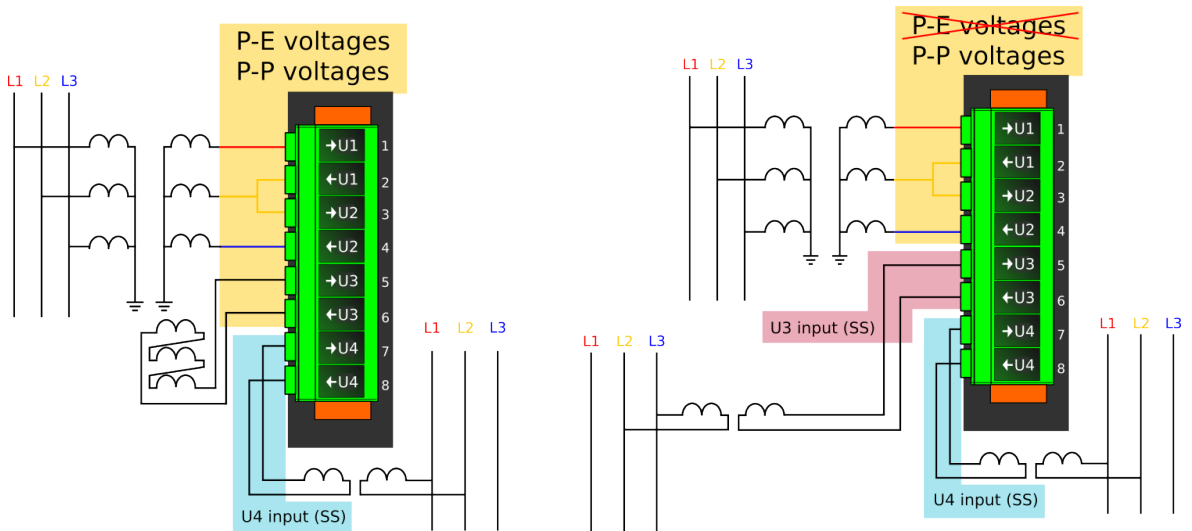 P-E voltages
P-P voltages
L1 L2 L3
→U1 1
←U1 2
→U2 3
←U2 4
→U3 5
←U3 6
→U4 7
←U4 8
L1 L2 L3
U4 input (SS)
P-E voltages
P-P voltages
L1 L2 L3
→U1 1
←U1 2
→U2 3
←U2 4
→U3 5
←U3 6
→U4 7
←U4 8
U3 input (SS)
L1 L2 L3
L1 L2 L3
U4 input (SS)